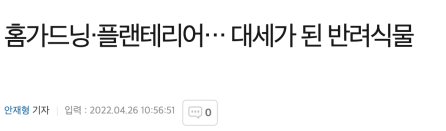 홈가드닝·플랜테리어… 대세가 된 반려식물
안재형 기자 입력 : 2022.04.26 10:56:51 0